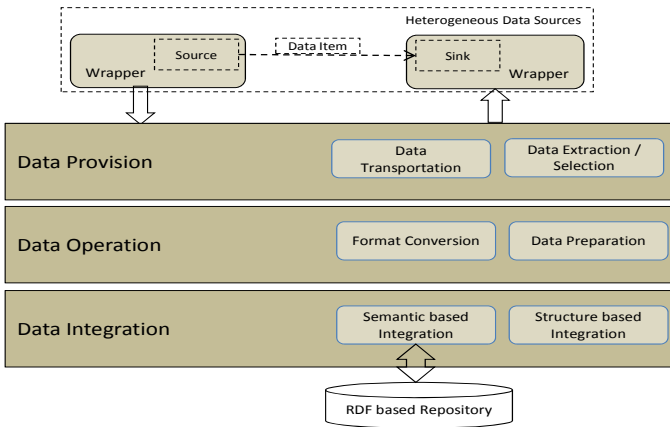 Heterogeneous Data Sources
Source
Data Item
Sink
Wrapper
Wrapper
Data Provision
Data
Transportation
Data Extraction /
Selection
Data Operation
Format Conversion
Data Preparation
Data Integration
Semantic based
Integration
Structure based
Integration
RDF based Repository